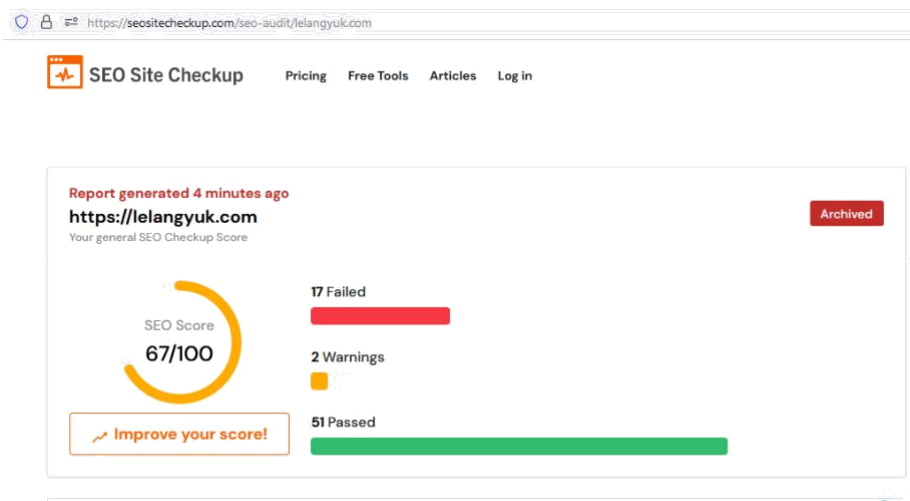 https://seositecheckup.com/seo-audit/lelangyuk.com
SEO Site Checkup Pricing Free Tools Articles Log in
Report generated 4 minutes ago
https://lelangyuk.com
Your general SEO Checkup Score
Archived
SEO Score
67/100
Improve your score!
17 Failed
2 Warnings
51 Passed